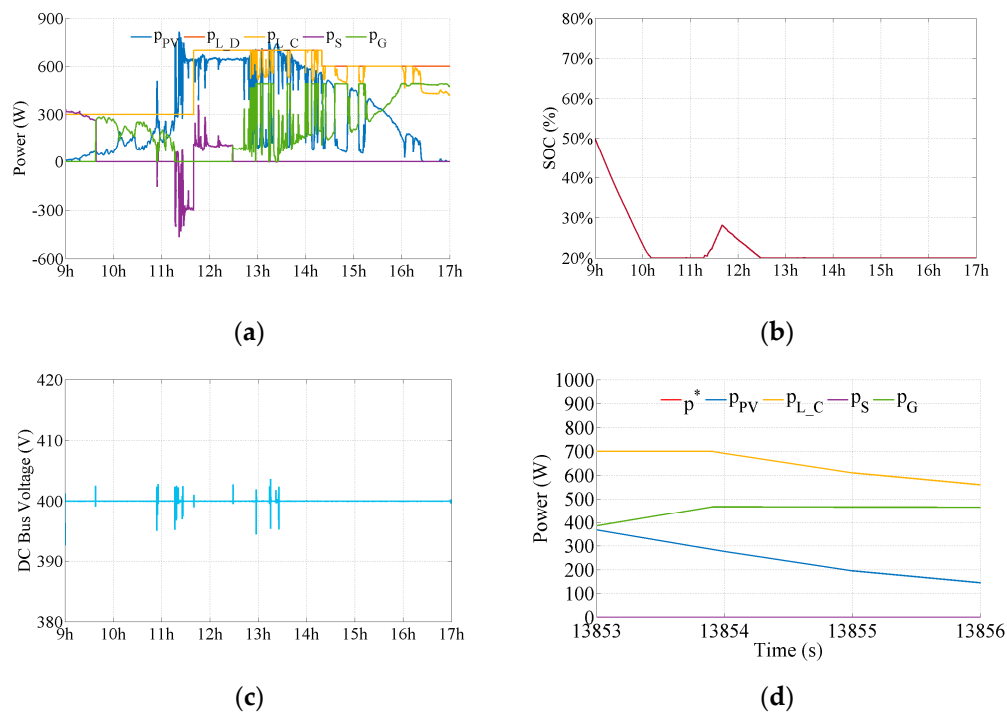 900
600
300
0
-300
-600
Power (W)
p_PV p_L_D p_L_C p_S p_G
9h 10h 11h 12h 13h 14h 15h 16h 17h
(a)
80%
70%
60%
50%
40%
30%
20%
SOC (%)
9h 10h 11h 12h 13h 14h 15h 16h 17h
(b)
420
410
400
390
380
DC Bus Voltage (V)
9h 10h 11h 12h 13h 14h 15h 16h 17h
(c)
1000
900
800
700
600
500
400
300
200
100
0
Power (W)
p* p_PV p_L_C p_S p_G
13853 13854 13855 13856
Time (s)
(d)